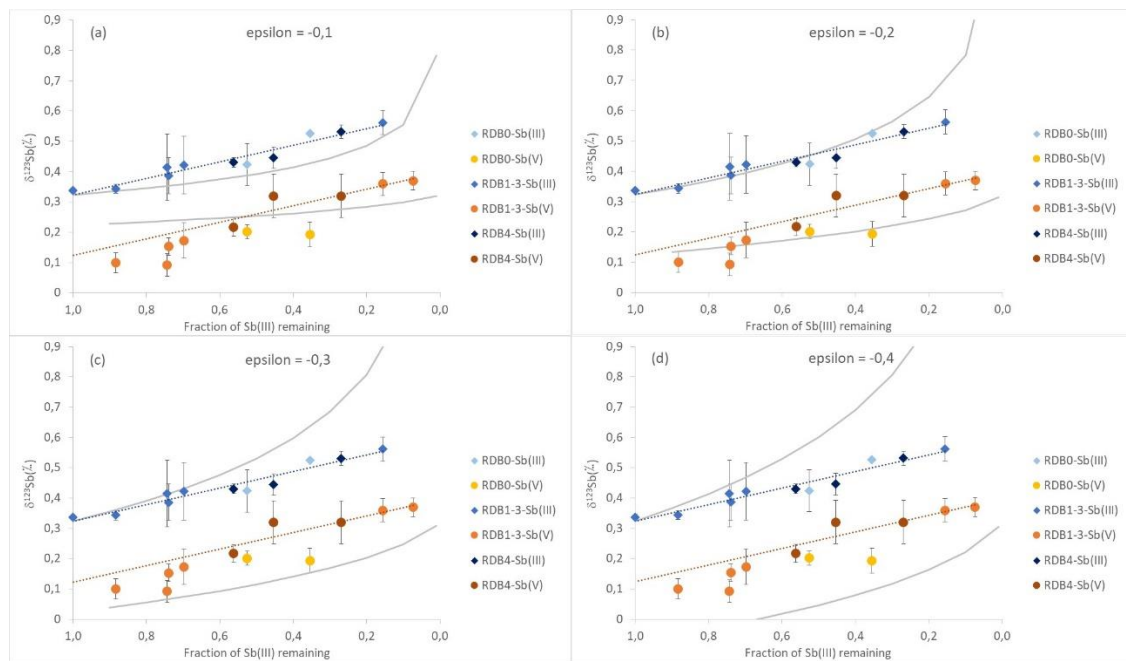 (a) epsilon = -0,1
0,9
0,8
0,7
0,6
0,5
0,4
0,3
0,2
0,1
0
δ¹²³Sb(‰)
1,0 0,8 0,6 0,4 0,2 0,0
Fraction of Sb(III) remaining
RDB0-Sb(III)
RDB0-Sb(V)
RDB1-3-Sb(III)
RDB1-3-Sb(V)
RDB4-Sb(III)
RDB4-Sb(V)
(b) epsilon = -0,2
0,9
0,8
0,7
0,6
0,5
0,4
0,3
0,2
0,1
0
δ¹²³Sb(‰)
1,0 0,8 0,6 0,4 0,2 0,0
Fraction of Sb(III) remaining
RDB0-Sb(III)
RDB0-Sb(V)
RDB1-3-Sb(III)
RDB1-3-Sb(V)
RDB4-Sb(III)
RDB4-Sb(V)
(c) epsilon = -0,3
0,9
0,8
0,7
0,6
0,5
0,4
0,3
0,2
0,1
0
δ¹²³Sb(‰)
1,0 0,8 0,6 0,4 0,2 0,0
Fraction of Sb(III) remaining
RDB0-Sb(III)
RDB0-Sb(V)
RDB1-3-Sb(III)
RDB1-3-Sb(V)
RDB4-Sb(III)
RDB4-Sb(V)
(d) epsilon = -0,4
0,9
0,8
0,7
0,6
0,5
0,4
0,3
0,2
0,1
0
δ¹²³Sb(‰)
1,0 0,8 0,6 0,4 0,2 0,0
Fraction of Sb(III) remaining
RDB0-Sb(III)
RDB0-Sb(V)
RDB1-3-Sb(III)
RDB1-3-Sb(V)
RDB4-Sb(III)
RDB4-Sb(V)